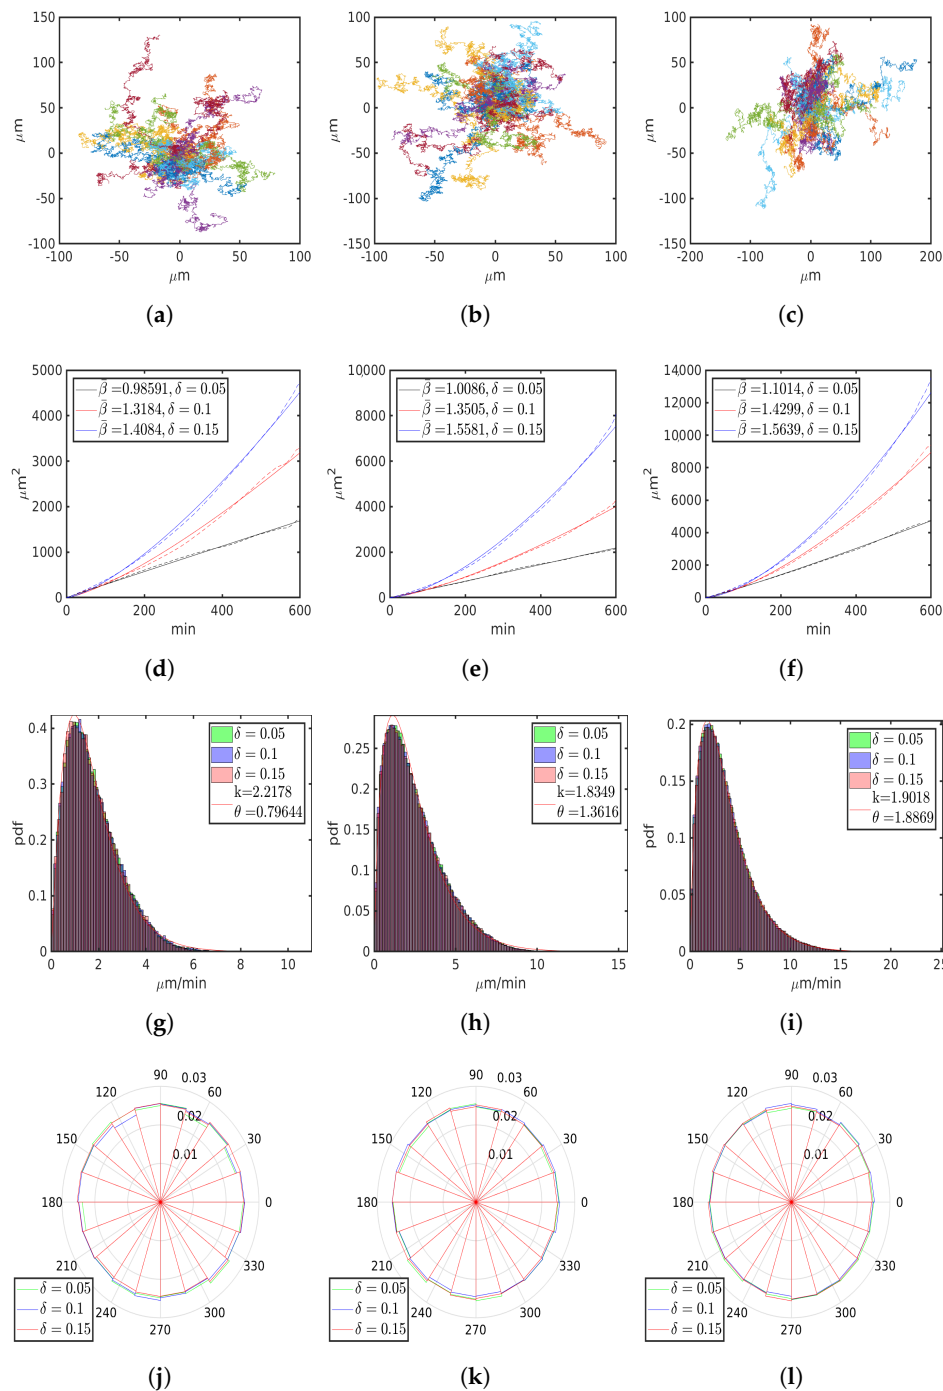 150
100
50
0
-50
-100
-100 -50 0 50 100
μm
μm
(a)
100
50
0
-50
-100
-150
-100 -50 0 50 100
μm
μm
(b)
100
50
0
-50
-100
-150
-200 -100 0 100 200
μm
μm
(c)
5000
4000
3000
2000
1000
0
0 200 400 600
μm²
min
β̄ =0.98591, δ = 0.05
β̄ =1.3184, δ = 0.1
β̄ =1.4084, δ = 0.15
(d)
10000
8000
6000
4000
2000
0
0 200 400 600
μm²
min
β̄ =1.0086, δ = 0.05
β̄ =1.3505, δ = 0.1
β̄ =1.5581, δ = 0.15
(e)
14000
12000
10000
8000
6000
4000
2000
0
0 200 400 600
μm²
min
β̄ =1.1014, δ = 0.05
β̄ =1.4299, δ = 0.1
β̄ =1.5639, δ = 0.15
(f)
0.4
0.3
0.2
0.1
0
0 2 4 6 8 10
pdf
μm/min
δ = 0.05
δ = 0.1
δ = 0.15
k=2.2178
θ =0.79644
(g)
0.25
0.2
0.15
0.1
0.05
0
0 5 10 15
pdf
μm/min
δ = 0.05
δ = 0.1
δ = 0.15
k=1.8349
θ =1.3616
(h)
0.2
0.15
0.1
0.05
0
0 5 10 15 20 25
pdf
μm/min
δ = 0.05
δ = 0.1
δ = 0.15
k=1.9018
θ =1.8869
(i)
90 0.03
120 60
0.02
150 30
0.01
180 0
210 330
240 300
270
δ = 0.05
δ = 0.1
δ = 0.15
(j)
90 0.03
120 60
0.02
150 30
0.01
180 0
210 330
240 300
270
δ = 0.05
δ = 0.1
δ = 0.15
(k)
90 0.03
120 60
0.02
150 30
0.01
180 0
210 330
240 300
270
δ = 0.05
δ = 0.1
δ = 0.15
(l)